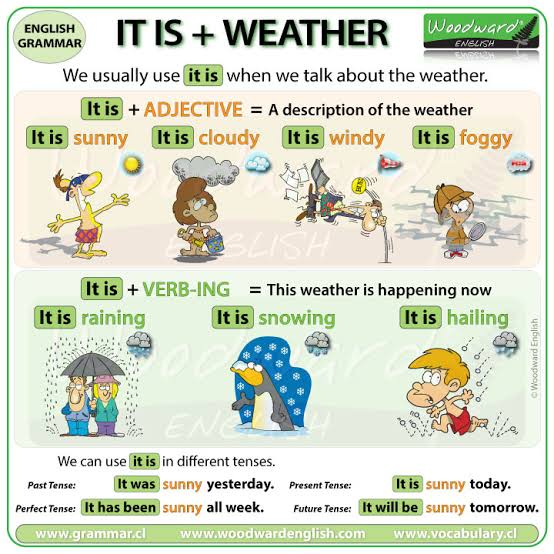 ENGLISH
GRAMMAR
IT IS + WEATHER
Woodward®
ENGLISH
We usually use it is when we talk about the weather.
It is + ADJECTIVE = A description of the weather
It is sunny It is cloudy It is windy It is foggy
Woodward
ENGLISH
It is + VERB-ING = This weather is happening now
It is raining It is snowing It is hailing
Woodward
ENGLISH
© Woodward English
We can use it is in different tenses.
Past Tense: It was sunny yesterday. Present Tense: It is sunny today.
Perfect Tense: It has been sunny all week. Future Tense: It will be sunny tomorrow.
www.grammar.cl www.woodwardenglish.com www.vocabulary.cl